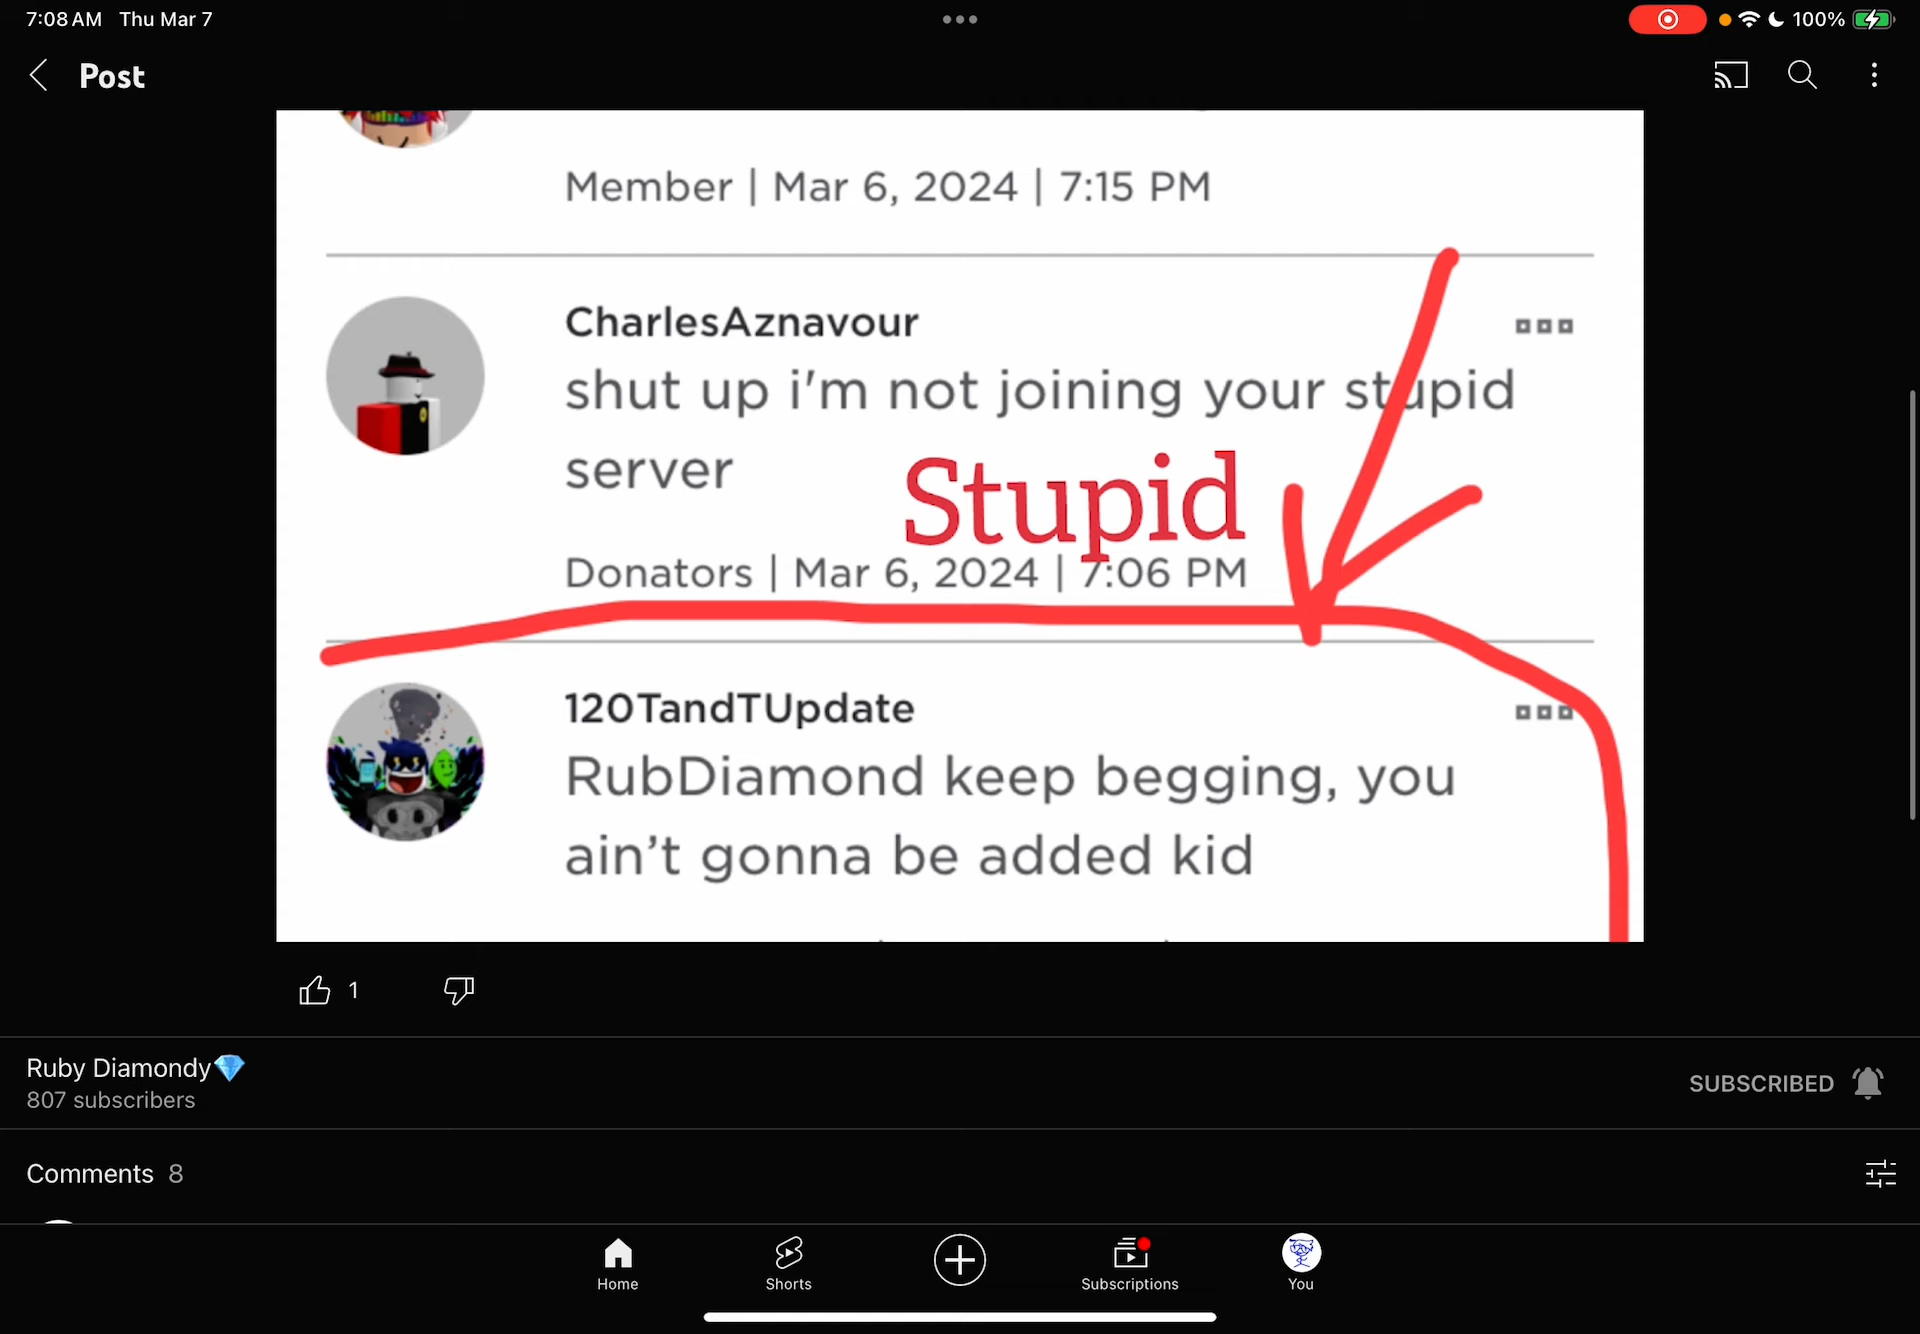 7:08 AM Thu Mar 7
100%
Post
Member | Mar 6, 2024 | 7:15 PM
CharlesAznavour
shut up i'm not joining your stupid
server
Stupid
Donators | Mar 6, 2024 | 7:06 PM
120TandTUpdate
RubDiamond keep begging, you
ain’t gonna be added kid
1
Ruby Diamondy💎
807 subscribers
SUBSCRIBED
Comments 8
Home
Shorts
Subscriptions
You